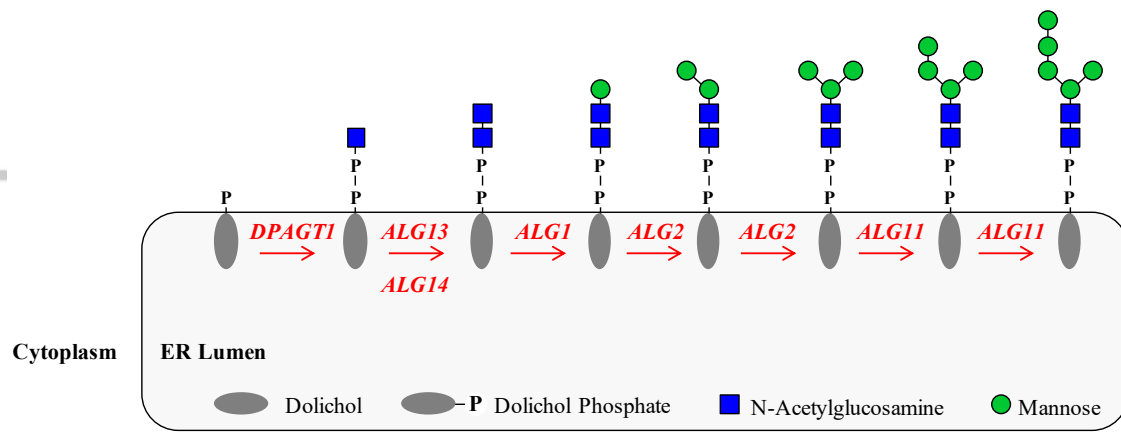 P
P P P P P P P
P P P P P P P
DPAGT1 ALG13 ALG1 ALG2 ALG2 ALG11 ALG11
ALG14
Cytoplasm ER Lumen
Dolichol P Dolichol Phosphate N-Acetylglucosamine Mannose